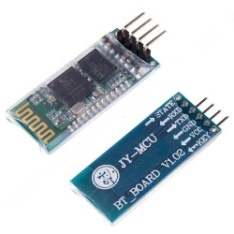 STATE
RXD
TXD
GND
VCC
KEY
JY-MCU
BT_BOARD V1.02